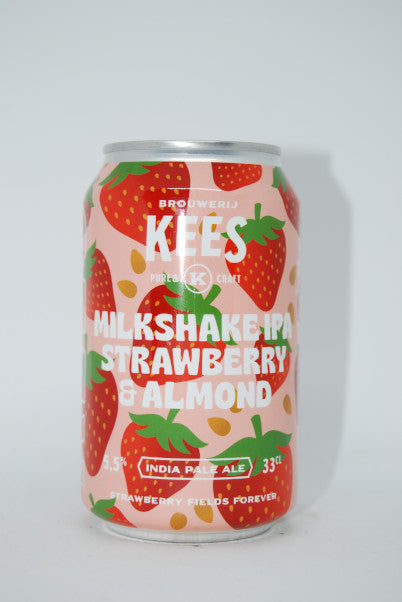 BROUWERIJ
KEES
PURE& K CRAFT
MILKSHAKE IPA
STRAWBERRY
& ALMOND
5,5% INDIA PALE ALE 33CL
STRAWBERRY FIELDS FOREVER